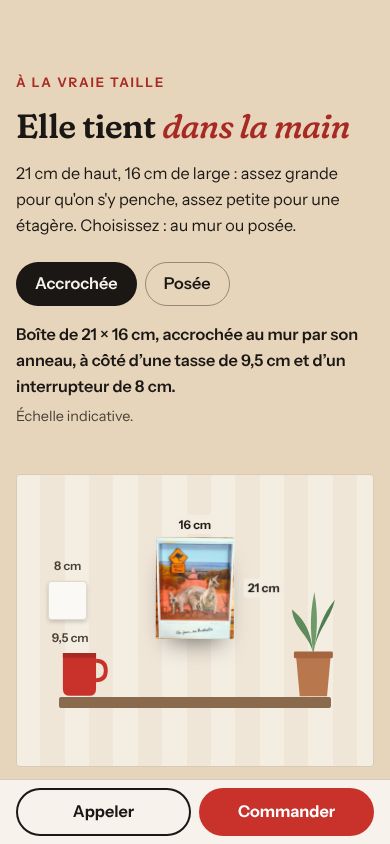 À LA VRAIE TAILLE
Elle tient dans la main
21 cm de haut, 16 cm de large : assez grande
pour qu'on s'y penche, assez petite pour une
étagère. Choisissez : au mur ou posée.
Accrochée
Posée
Boîte de 21 × 16 cm, accrochée au mur par son
anneau, à côté d’une tasse de 9,5 cm et d’un
interrupteur de 8 cm.
Échelle indicative.
16 cm
8 cm
21 cm
9,5 cm
Appeler
Commander